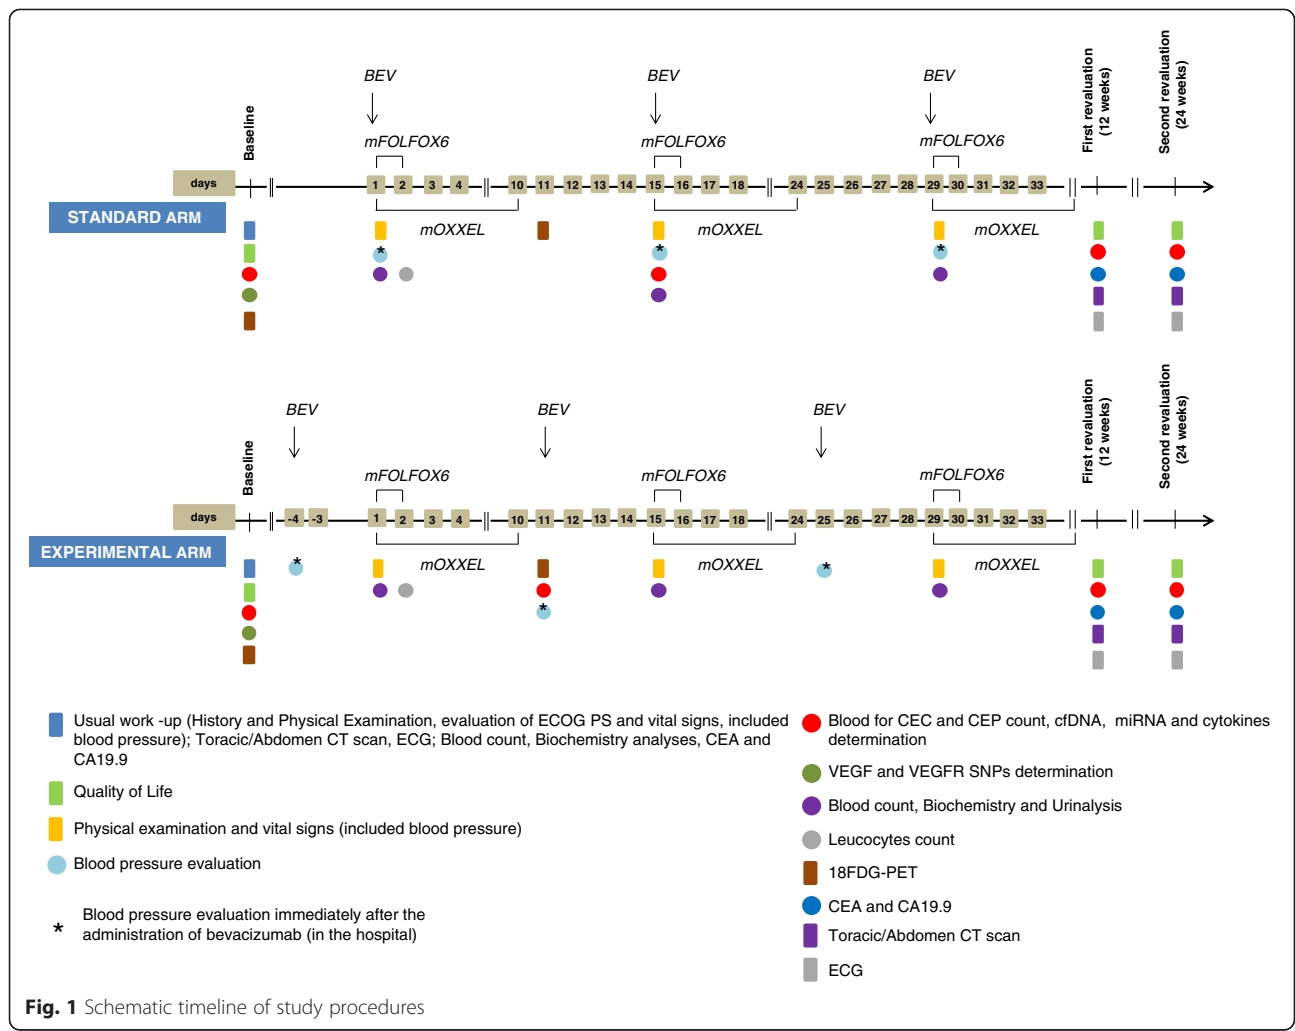 BEV
BEV
BEV
Baseline
mFOLFOX6
mFOLFOX6
mFOLFOX6
First revaluation
(12 weeks)
Second revaluation
(24 weeks)
days
1 2 3 4 10 11 12 13 14 15 16 17 18 24 25 26 27 28 29 30 31 32 33
STANDARD ARM
mOXXEL
mOXXEL
mOXXEL
*
*
*
BEV
BEV
BEV
Baseline
mFOLFOX6
mFOLFOX6
mFOLFOX6
First revaluation
(12 weeks)
Second revaluation
(24 weeks)
days
-4 -3 1 2 3 4 10 11 12 13 14 15 16 17 18 24 25 26 27 28 29 30 31 32 33
EXPERIMENTAL ARM
mOXXEL
mOXXEL
mOXXEL
*
*
*
Usual work -up (History and Physical Examination, evaluation of ECOG PS and vital signs, included
blood pressure); Toracic/Abdomen CT scan, ECG; Blood count, Biochemistry analyses, CEA and
CA19.9
Quality of Life
Physical examination and vital signs (included blood pressure)
Blood pressure evaluation
* Blood pressure evaluation immediately after the
administration of bevacizumab (in the hospital)
Blood for CEC and CEP count, cfDNA, miRNA and cytokines
determination
VEGF and VEGFR SNPs determination
Blood count, Biochemistry and Urinalysis
Leucocytes count
18FDG-PET
CEA and CA19.9
Toracic/Abdomen CT scan
ECG
Fig. 1 Schematic timeline of study procedures